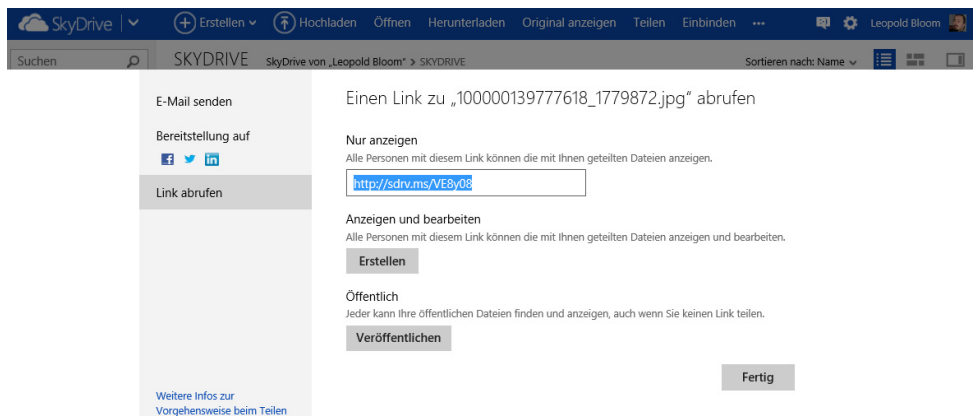 SkyDrive Erstellen Hochladen Öffnen Herunterladen Original anzeigen Teilen Einbinden ••• Leopold Bloom
Suchen SKYDRIVE SkyDrive von „Leopold Bloom“ > SKYDRIVE Sortieren nach: Name
E-Mail senden
Bereitstellung auf
Link abrufen
Weitere Infos zur
Vorgehensweise beim Teilen
Einen Link zu „100000139777618_1779872.jpg“ abrufen
Nur anzeigen
Alle Personen mit diesem Link können die mit Ihnen geteilten Dateien anzeigen.
http://sdrv.ms/VE8y08
Anzeigen und bearbeiten
Alle Personen mit diesem Link können die mit Ihnen geteilten Dateien anzeigen und bearbeiten.
Erstellen
Öffentlich
Jeder kann Ihre öffentlichen Dateien finden und anzeigen, auch wenn Sie keinen Link teilen.
Veröffentlichen
Fertig